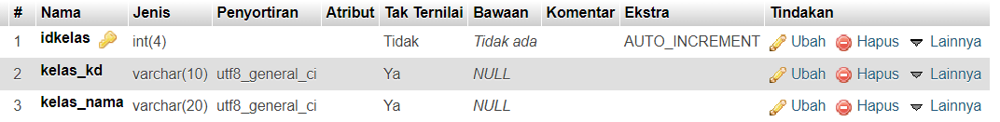 # Nama Jenis Penyortiran Atribut Tak Ternilai Bawaan Komentar Ekstra Tindakan
1 idkelas int(4) Tidak Tidak ada AUTO_INCREMENT Ubah Hapus Lainnya
2 kelas_kd varchar(10) utf8_general_ci Ya NULL Ubah Hapus Lainnya
3 kelas_nama varchar(20) utf8_general_ci Ya NULL Ubah Hapus Lainnya